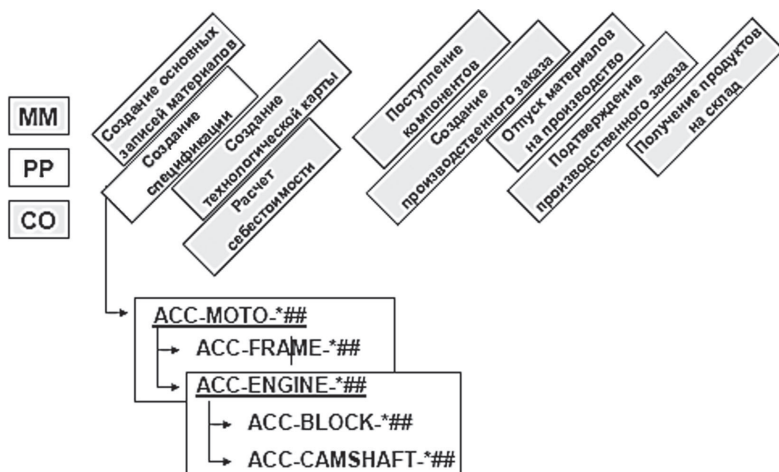 MM
PP
CO
Создание основных
записей материалов
Создание
спецификации
Создание
технологической карты
Расчет
себестоимости
Поступление
компонентов
Создание
производственного заказа
Отпуск материалов
на производство
Подтверждение
производственного заказа
Получение продуктов
на склад
ACC-MOTO-*##
ACC-FRAME-*##
ACC-ENGINE-*##
ACC-BLOCK-*##
ACC-CAMSHAFT-*##